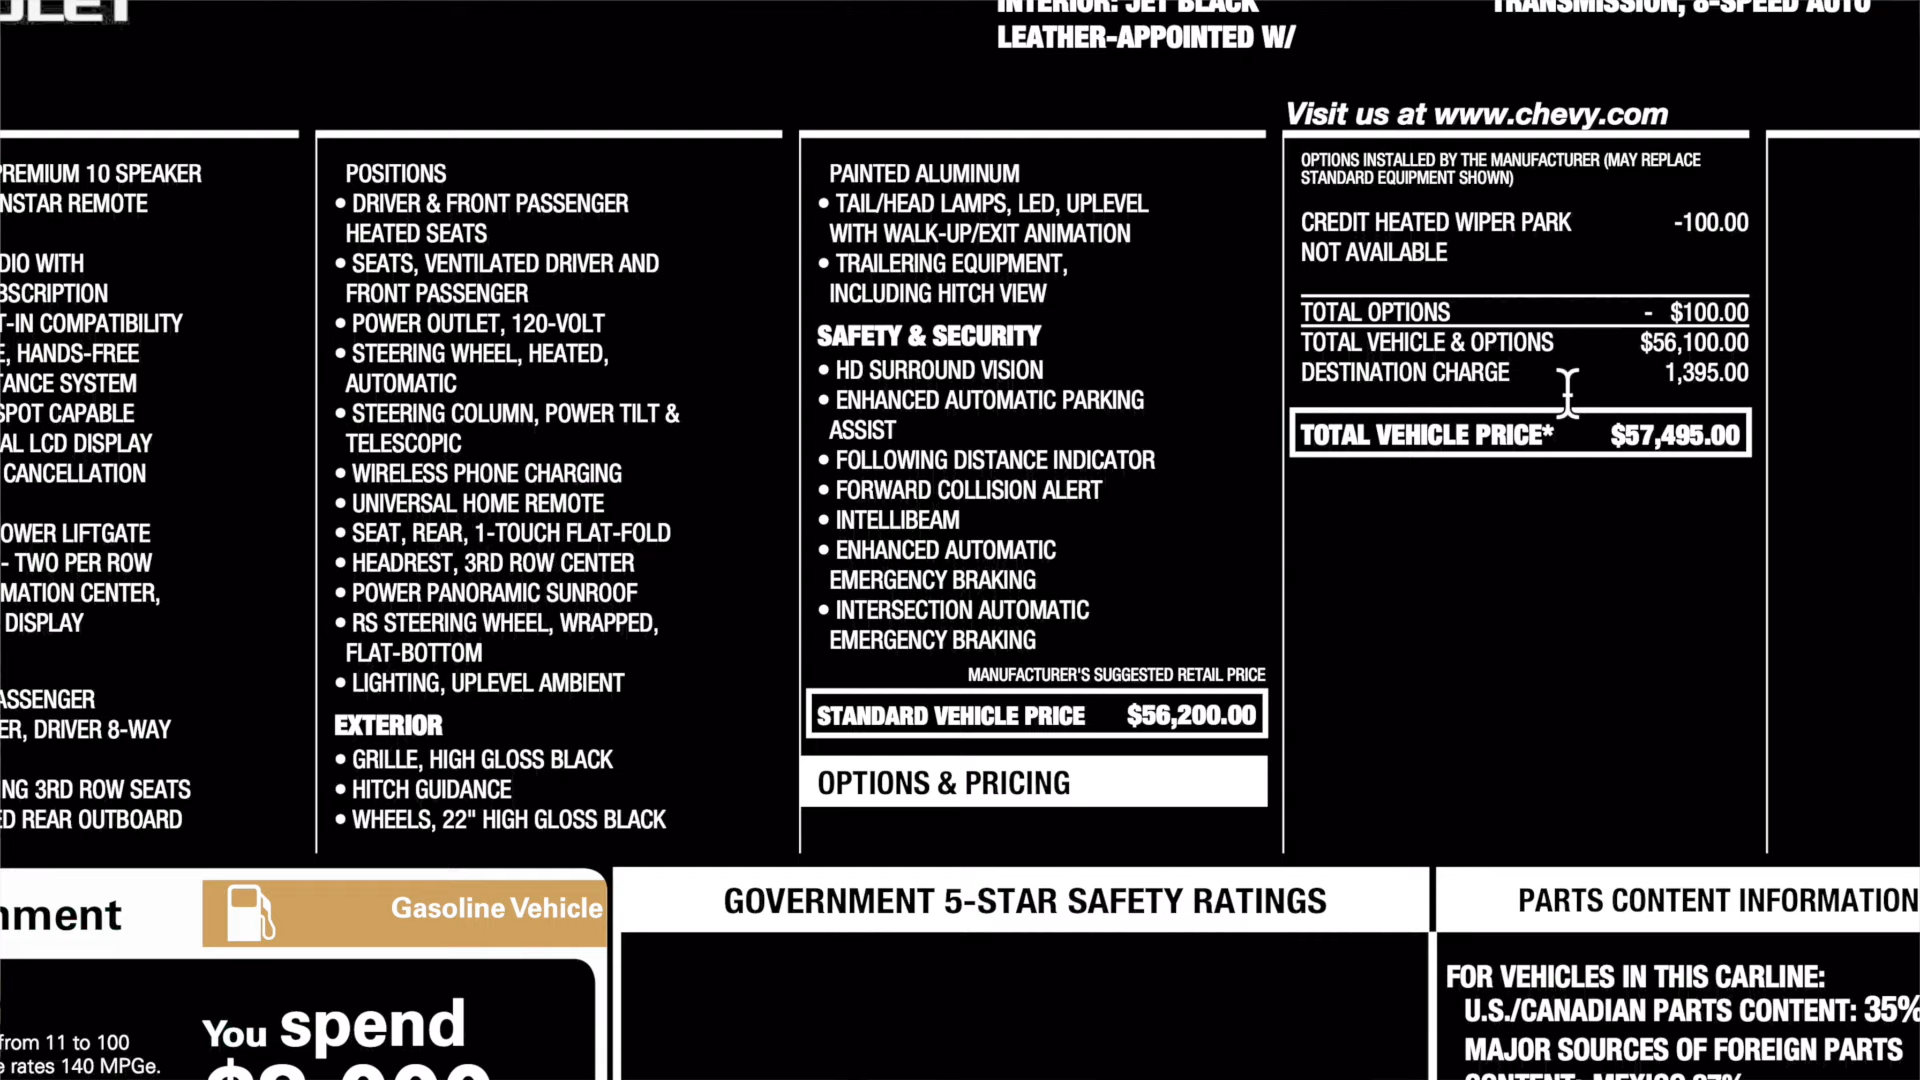 INTERIOR: JET BLACK
LEATHER-APPOINTED W/
TRANSMISSION, 8-SPEED AUTO
Visit us at www.chevy.com
PREMIUM 10 SPEAKER
NSTAR REMOTE
DIO WITH
BSCRIPTION
T-IN COMPATIBILITY
E, HANDS-FREE
TANCE SYSTEM
SPOT CAPABLE
AL LCD DISPLAY
CANCELLATION
OWER LIFTGATE
- TWO PER ROW
MATION CENTER,
DISPLAY
ASSENGER
ER, DRIVER 8-WAY
NG 3RD ROW SEATS
ED REAR OUTBOARD
POSITIONS
• DRIVER & FRONT PASSENGER
HEATED SEATS
• SEATS, VENTILATED DRIVER AND
FRONT PASSENGER
• POWER OUTLET, 120-VOLT
• STEERING WHEEL, HEATED,
AUTOMATIC
• STEERING COLUMN, POWER TILT &
TELESCOPIC
• WIRELESS PHONE CHARGING
• UNIVERSAL HOME REMOTE
• SEAT, REAR, 1-TOUCH FLAT-FOLD
• HEADREST, 3RD ROW CENTER
• POWER PANORAMIC SUNROOF
• RS STEERING WHEEL, WRAPPED,
FLAT-BOTTOM
• LIGHTING, UPLEVEL AMBIENT
EXTERIOR
• GRILLE, HIGH GLOSS BLACK
• HITCH GUIDANCE
• WHEELS, 22" HIGH GLOSS BLACK
PAINTED ALUMINUM
• TAIL/HEAD LAMPS, LED, UPLEVEL
WITH WALK-UP/EXIT ANIMATION
• TRAILERING EQUIPMENT,
INCLUDING HITCH VIEW
SAFETY & SECURITY
• HD SURROUND VISION
• ENHANCED AUTOMATIC PARKING
ASSIST
• FOLLOWING DISTANCE INDICATOR
• FORWARD COLLISION ALERT
• INTELLIBEAM
• ENHANCED AUTOMATIC
EMERGENCY BRAKING
• INTERSECTION AUTOMATIC
EMERGENCY BRAKING
MANUFACTURER'S SUGGESTED RETAIL PRICE
STANDARD VEHICLE PRICE $56,200.00
OPTIONS & PRICING
OPTIONS INSTALLED BY THE MANUFACTURER (MAY REPLACE
STANDARD EQUIPMENT SHOWN)
CREDIT HEATED WIPER PARK -100.00
NOT AVAILABLE
TOTAL OPTIONS - $100.00
TOTAL VEHICLE & OPTIONS $56,100.00
DESTINATION CHARGE 1,395.00
TOTAL VEHICLE PRICE* $57,495.00
nment
Gasoline Vehicle
You spend
from 11 to 100
e rates 140 MPGe.
GOVERNMENT 5-STAR SAFETY RATINGS
PARTS CONTENT INFORMATION
FOR VEHICLES IN THIS CARLINE:
U.S./CANADIAN PARTS CONTENT: 35%
MAJOR SOURCES OF FOREIGN PARTS